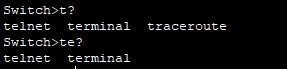 Switch>t?
telnet  terminal  traceroute
Switch>te?
telnet  terminal